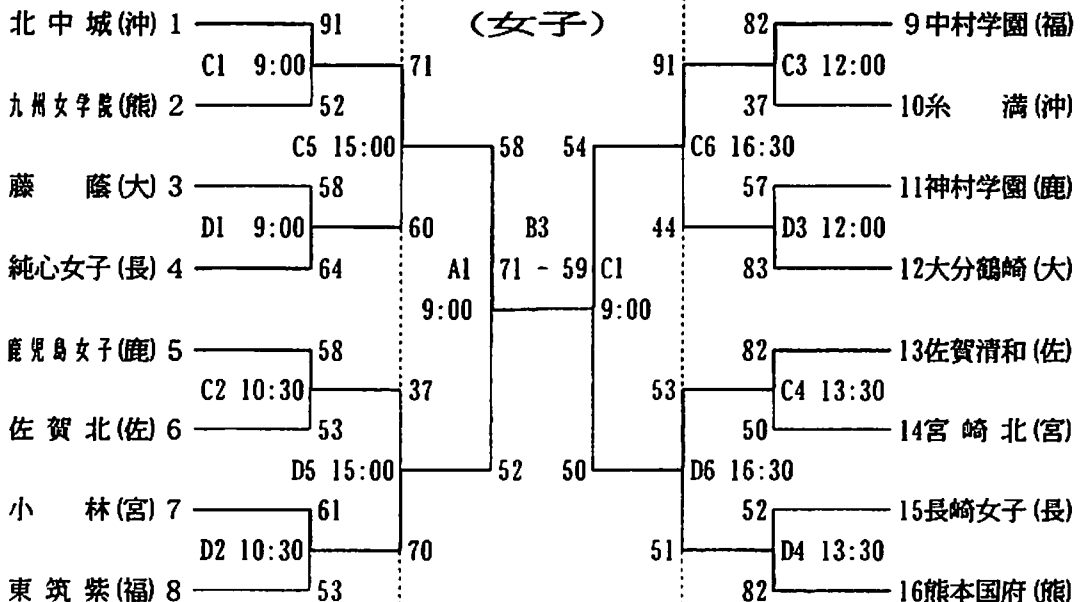 (女子)
北中城(沖) 1 91 82 9中村学園(福)
C1 9:00 71 91 C3 12:00
九州女学院(熊) 2 52 37 10糸 満(沖)
C5 15:00 58 54 C6 16:30
藤 蔭(大) 3 58 57 11神村学園(鹿)
D1 9:00 60 B3 44 D3 12:00
純心女子(長) 4 64 A1 71 - 59 C1 83 12大分鶴崎(大)
9:00 9:00
鹿児島女子(鹿) 5 58 82 13佐賀清和(佐)
C2 10:30 37 53 C4 13:30
佐賀北(佐) 6 53 50 14宮崎北(宮)
D5 15:00 52 50 D6 16:30
小 林(宮) 7 61 52 15長崎女子(長)
D2 10:30 70 51 D4 13:30
東筑紫(福) 8 53 82 16熊本国府(熊)